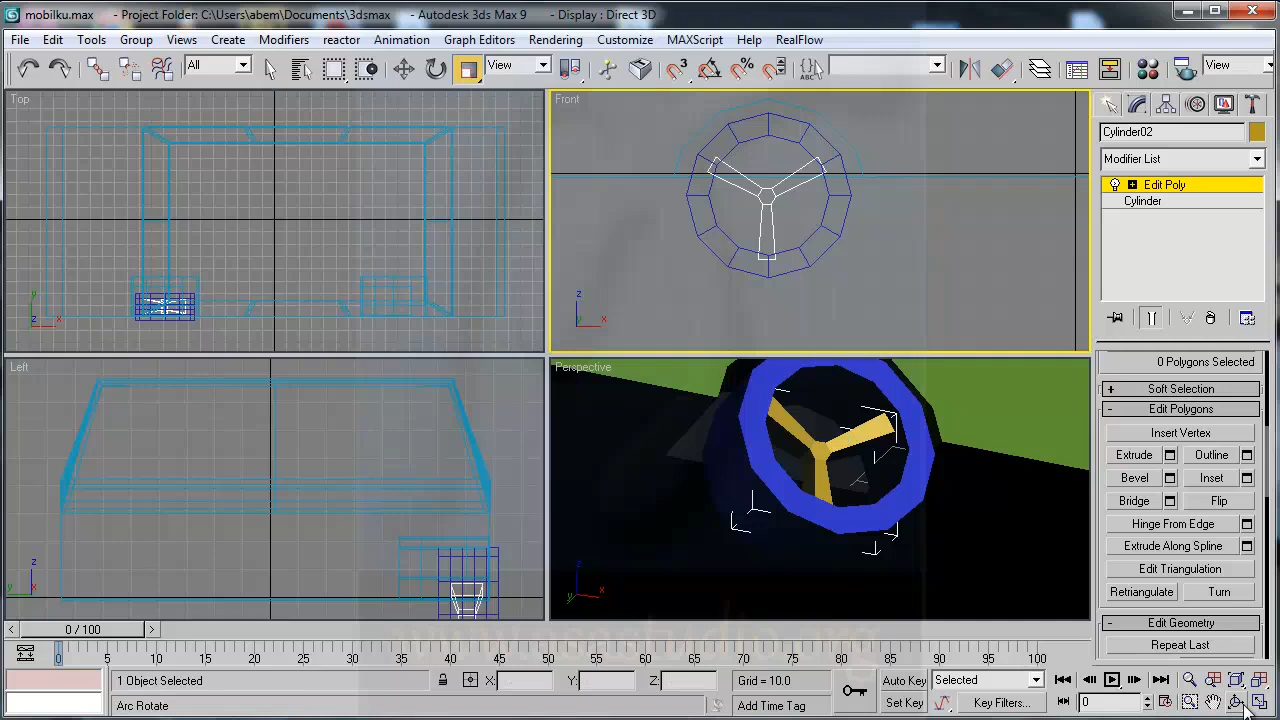 mobilku.max - Project Folder: C:\Users\abem\Documents\3dsmax - Autodesk 3ds Max 9 - Display : Direct 3D
File Edit Tools Group Views Create Modifiers reactor Animation Graph Editors Rendering Customize MAXScript Help RealFlow
All View 3 % ABC View
Top Front
Cylinder02
Modifier List
Edit Poly
Cylinder
z y x
Left Perspective
0 Polygons Selected
+ Soft Selection
- Edit Polygons
Insert Vertex
Extrude Outline
Bevel Inset
Bridge Flip
Hinge From Edge
Extrude Along Spline
Edit Triangulation
Retriangulate Turn
- Edit Geometry
Repeat Last
< 0 / 100 >
0 5 10 15 20 25 30 35 40 45 50 55 60 65 70 75 80 85 90 95 100
1 Object Selected X: Y: Z: Grid = 10.0 Auto Key Selected
Arc Rotate Add Time Tag Set Key Key Filters... 0